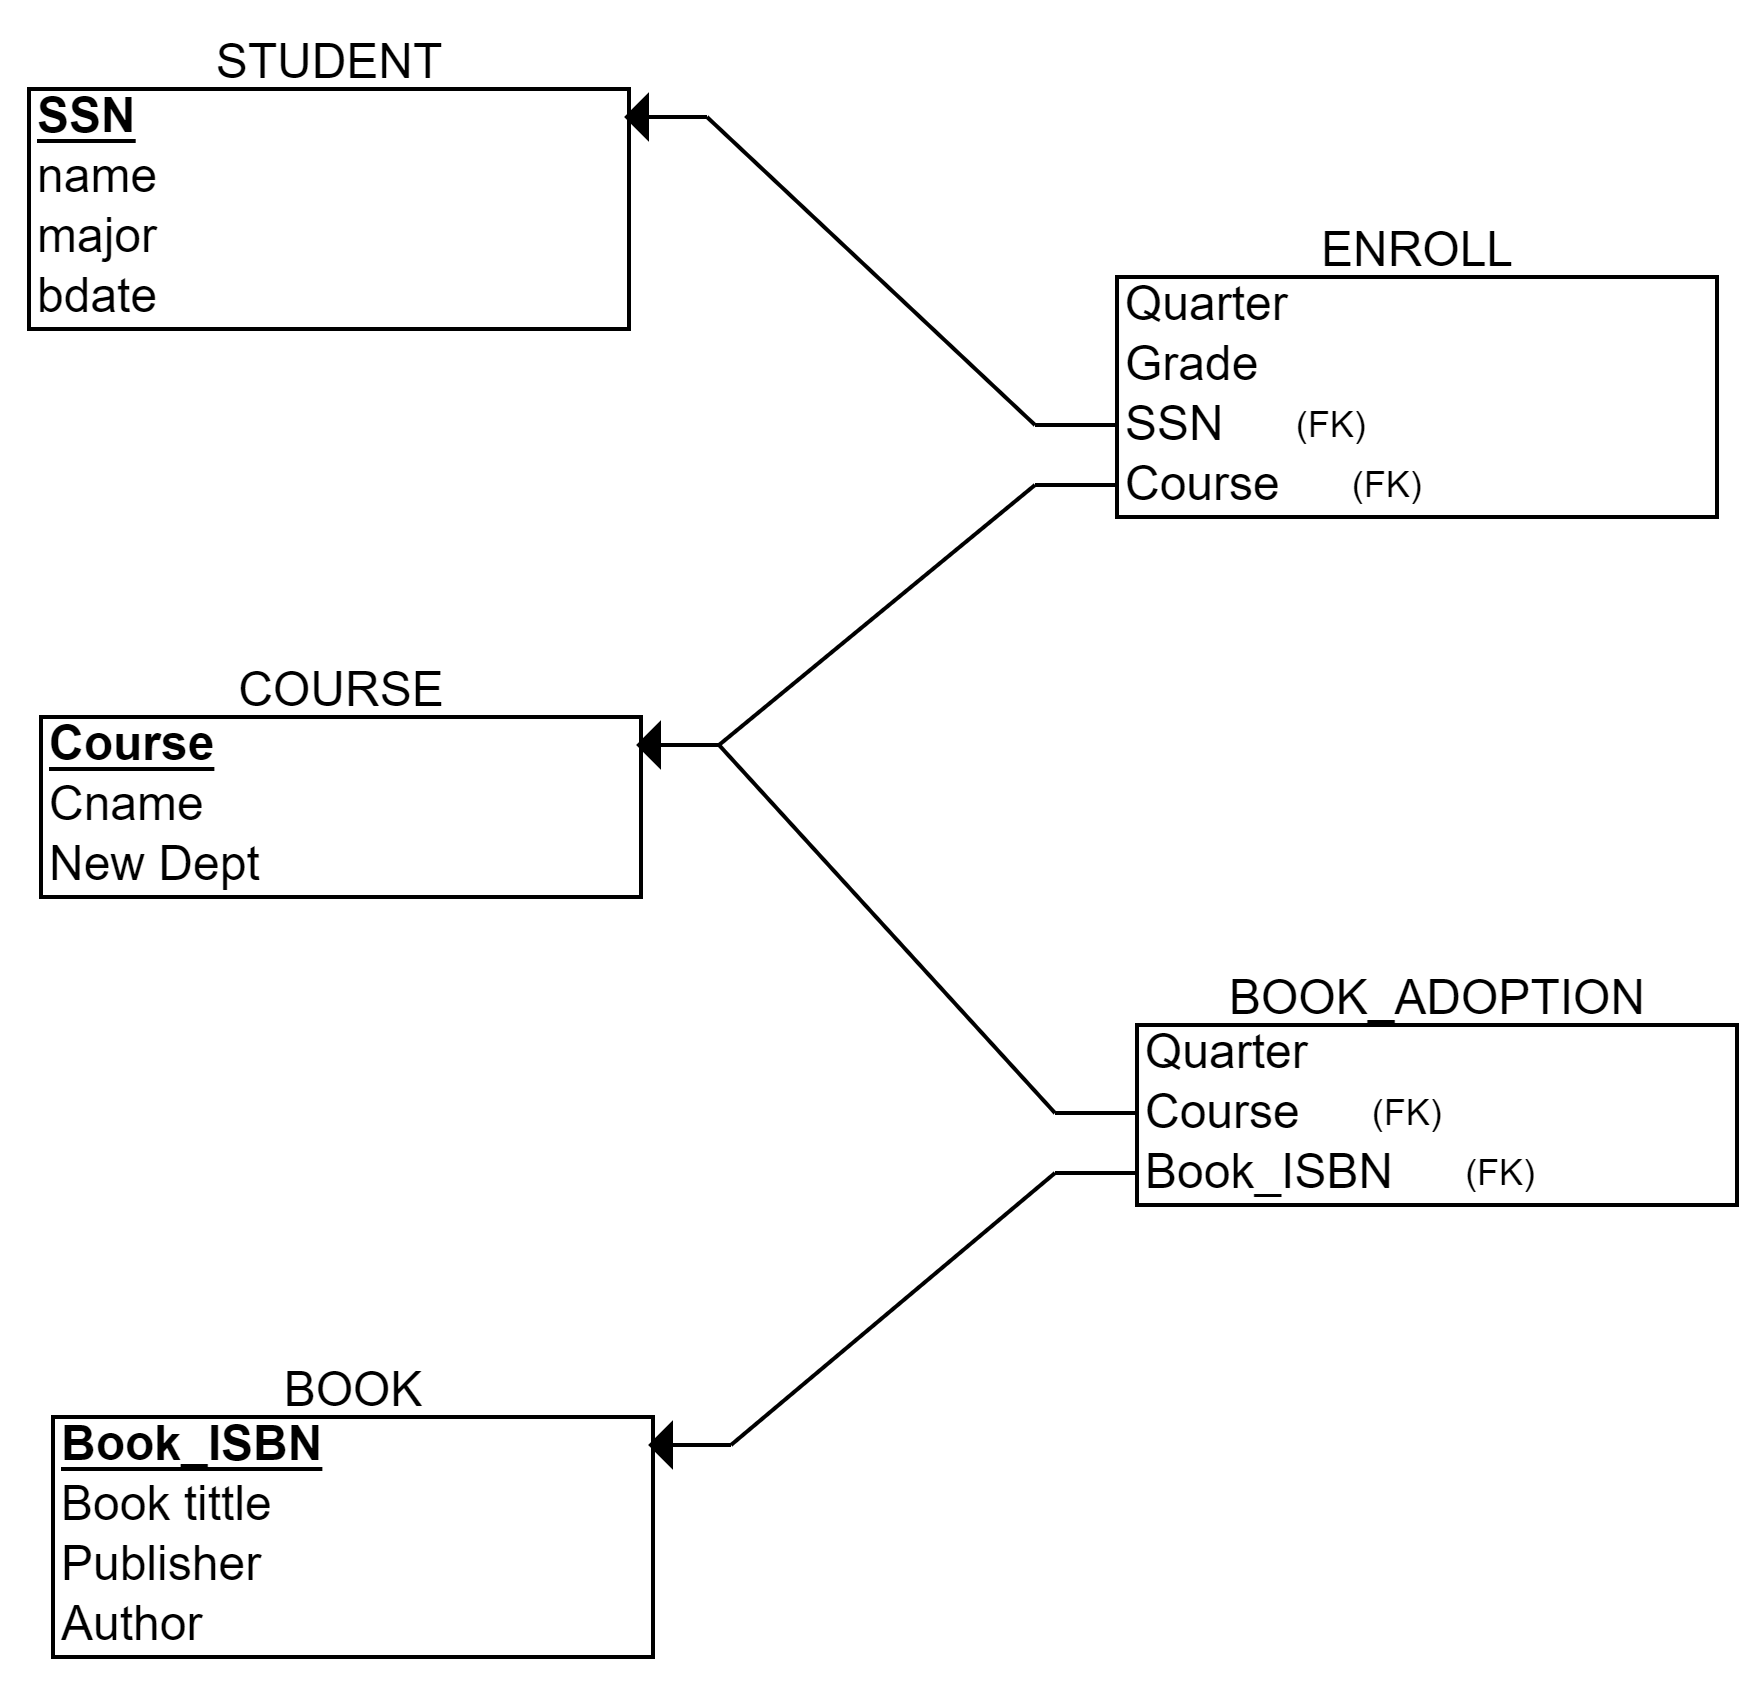 STUDENT
SSN
name
major
bdate
ENROLL
Quarter
Grade
SSN (FK)
Course (FK)
COURSE
Course
Cname
New Dept
BOOK_ADOPTION
Quarter
Course (FK)
Book_ISBN (FK)
BOOK
Book_ISBN
Book tittle
Publisher
Author